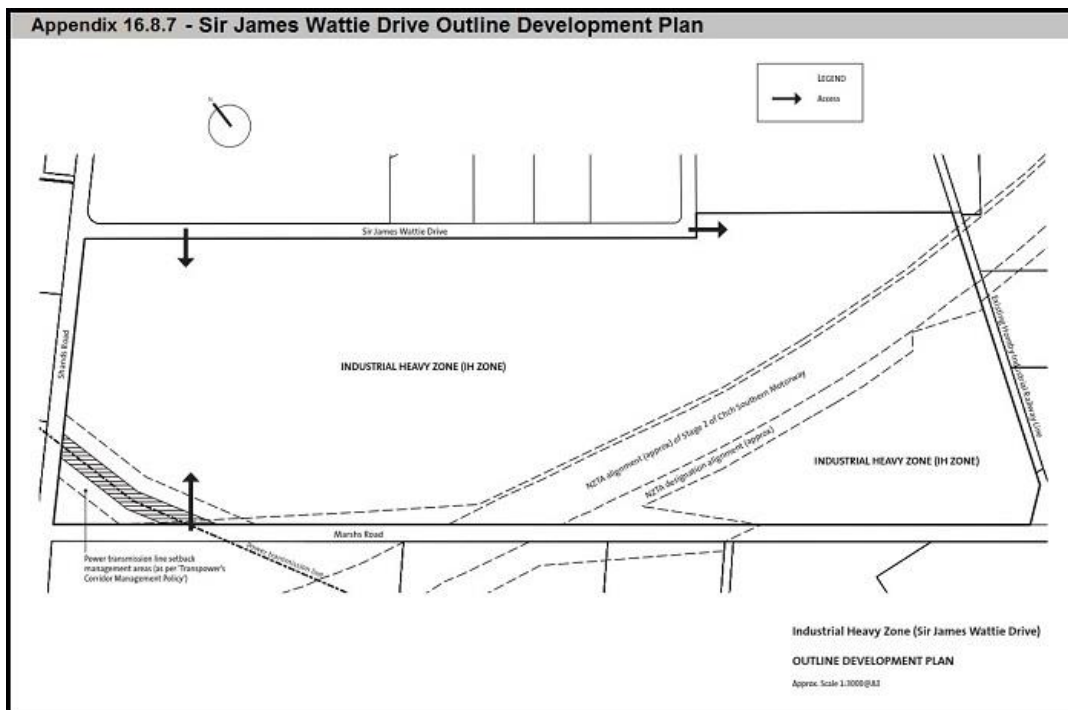 Appendix 16.8.7 - Sir James Wattie Drive Outline Development Plan
LEGEND
Access
N
Sir James Wattie Drive
Shands Road
INDUSTRIAL HEAVY ZONE (IH ZONE)
Existing Hornby Industrial Railway Line
NZTA alignment (approx) of Stage 2 of Chch Southern Motorway
NZTA designation alignment (approx)
INDUSTRIAL HEAVY ZONE (IH ZONE)
Marshs Road
Power transmission line
Power transmission line setback
management areas (as per 'Transpower's
Corridor Management Policy')
Industrial Heavy Zone (Sir James Wattie Drive)
OUTLINE DEVELOPMENT PLAN
Approx. Scale 1:3000@A3